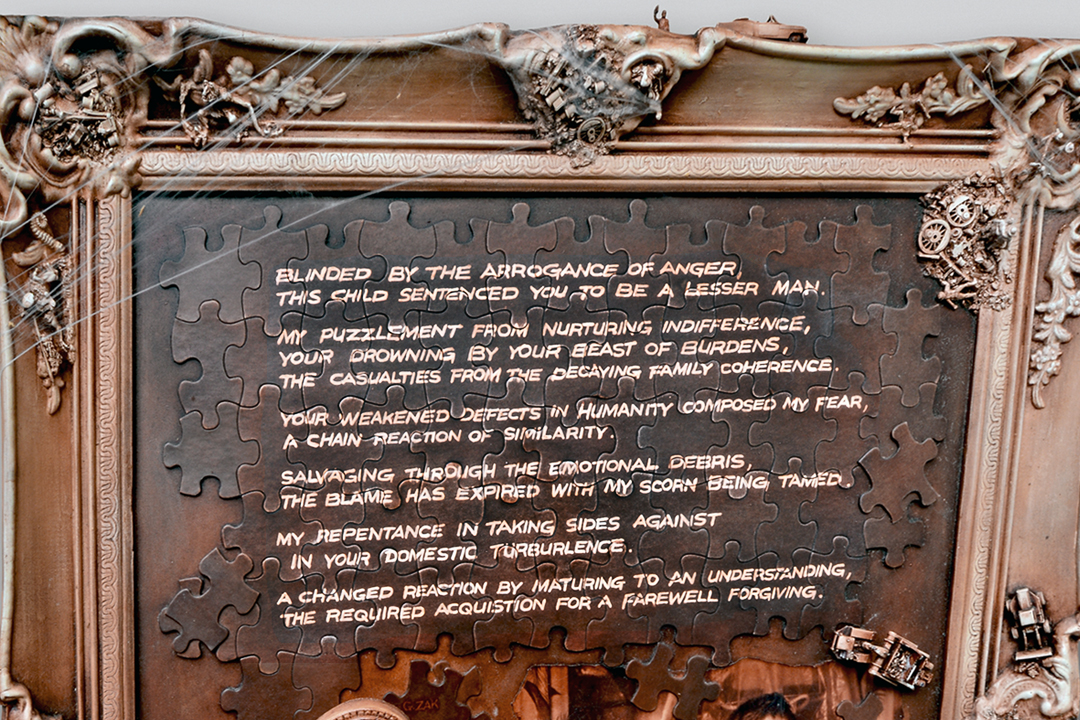 BLINDED BY THE ARROGANCE OF ANGER,
THIS CHILD SENTENCED YOU TO BE A LESSER MAN.
MY PUZZLEMENT FROM NURTURING INDIFFERENCE,
YOUR DROWNING BY YOUR BEAST OF BURDENS,
THE CASUALTIES FROM THE DECAYING FAMILY COHERENCE.
YOUR WEAKENED DEFECTS IN HUMANITY COMPOSED MY FEAR,
A CHAIN REACTION OF SIMILARITY.
SALVAGING THROUGH THE EMOTIONAL DEBRIS,
THE BLAME HAS EXPIRED WITH MY SCORN BEING TAMED.
MY REPENTANCE IN TAKING SIDES AGAINST
IN YOUR DOMESTIC TURBURLENCE.
A CHANGED REACTION BY MATURING TO AN UNDERSTANDING,
THE REQUIRED ACQUISTION FOR A FAREWELL FORGIVING.
G.ZAK